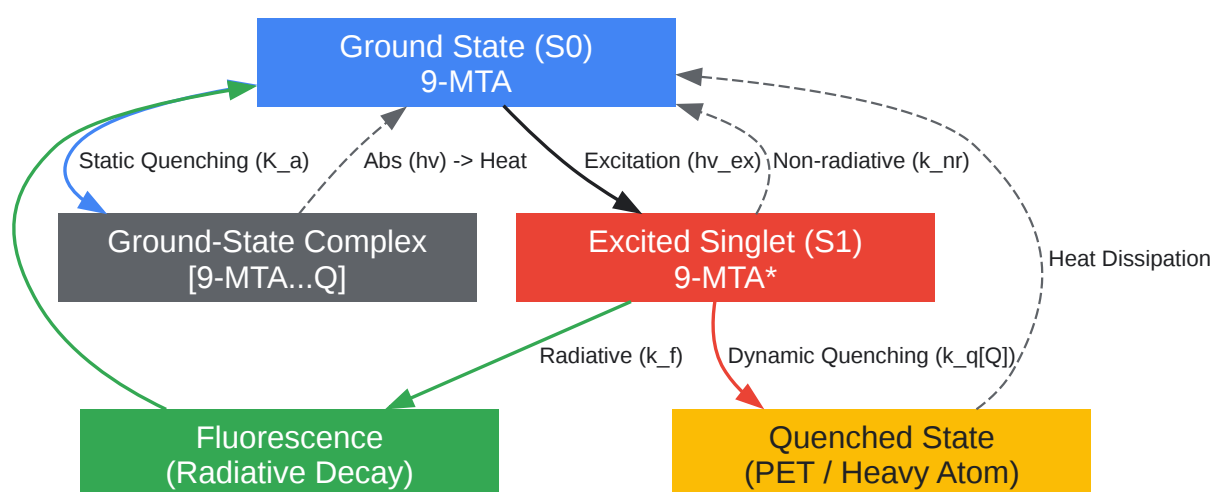 Ground State (S0)
9-MTA
Static Quenching (K_a)
Abs (hv) -> Heat
Excitation (hv_ex)
Non-radiative (k_nr)
Ground-State Complex
[9-MTA...Q]
Excited Singlet (S1)
9-MTA*
Heat Dissipation
Radiative (k_f)
Dynamic Quenching (k_q[Q])
Fluorescence
(Radiative Decay)
Quenched State
(PET / Heavy Atom)